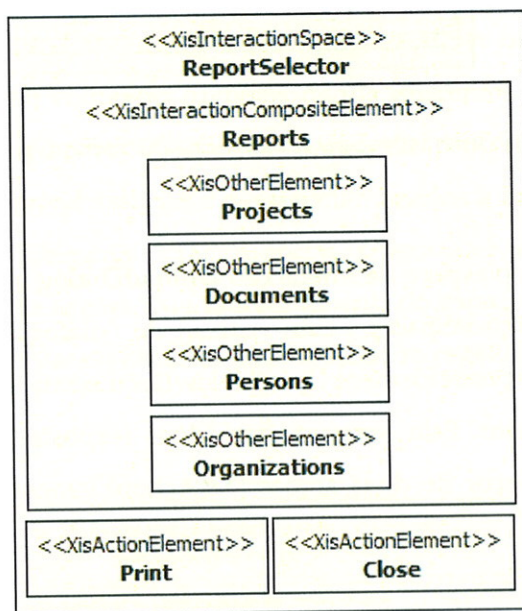 <<XisInteractionSpace>>
ReportSelector
<<XisInteractionCompositeElement>>
Reports
<<XisOtherElement>>
Projects
<<XisOtherElement>>
Documents
<<XisOtherElement>>
Persons
<<XisOtherElement>>
Organizations
<<XisActionElement>> <<XisActionElement>>
Print Close